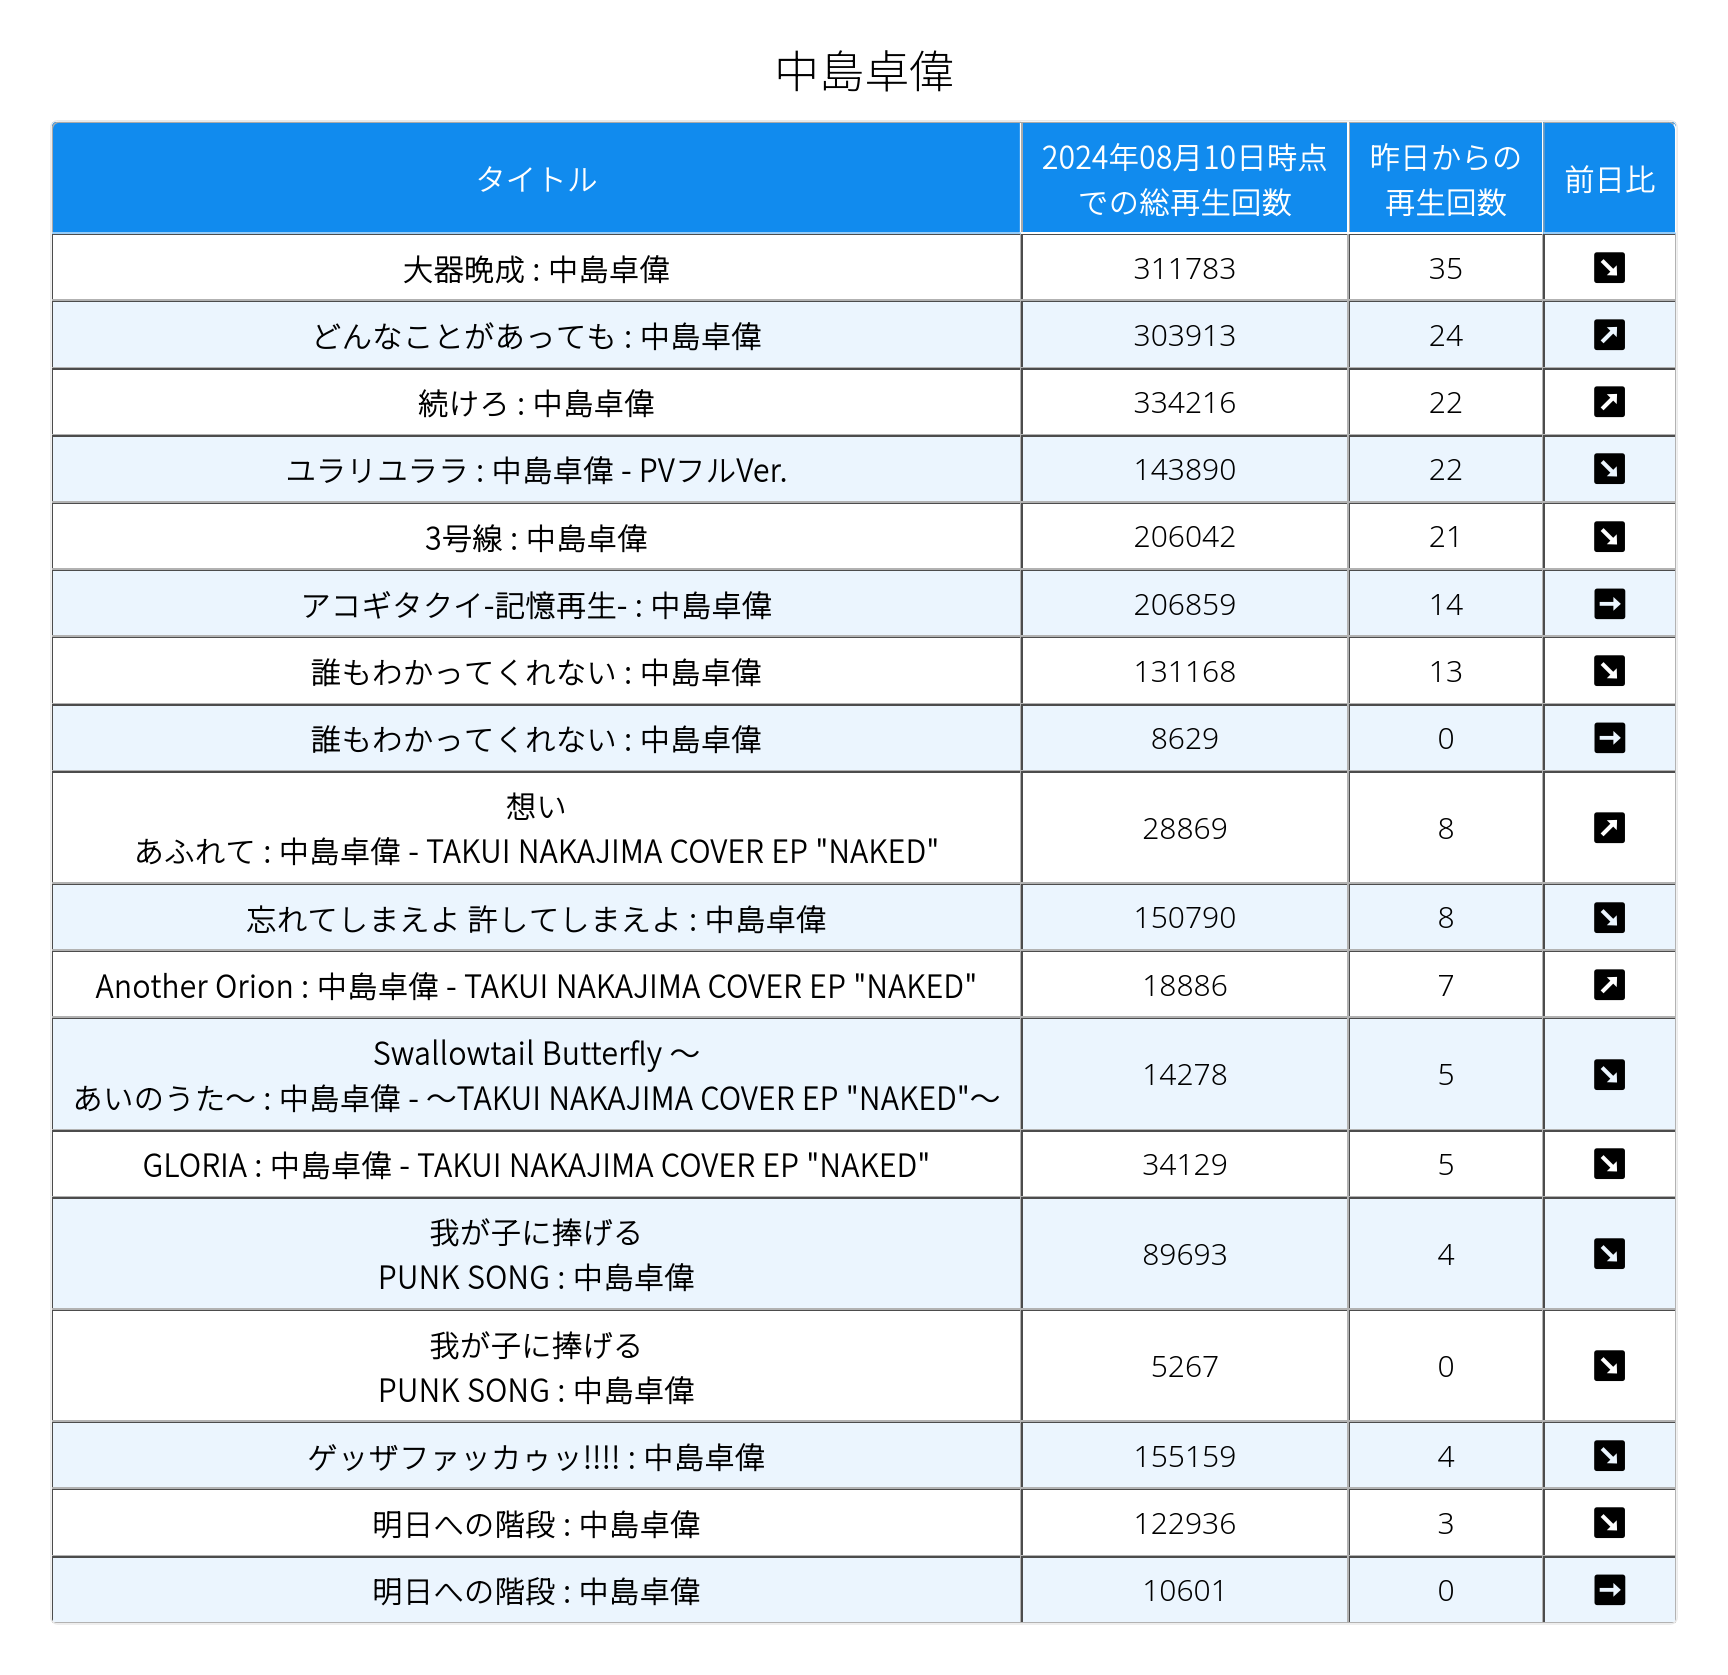 中島卓偉
タイトル
2024年08月10日時点
での総再生回数
昨日からの
再生回数
前日比
大器晩成 : 中島卓偉 311783 35
どんなことがあっても : 中島卓偉 303913 24
続けろ : 中島卓偉 334216 22
ユラリユララ : 中島卓偉 - PVフルVer. 143890 22
3号線 : 中島卓偉 206042 21
アコギタクイ-記憶再生- : 中島卓偉 206859 14
誰もわかってくれない : 中島卓偉 131168 13
誰もわかってくれない : 中島卓偉 8629 0
想い
あふれて : 中島卓偉 - TAKUI NAKAJIMA COVER EP "NAKED" 28869 8
忘れてしまえよ 許してしまえよ : 中島卓偉 150790 8
Another Orion : 中島卓偉 - TAKUI NAKAJIMA COVER EP "NAKED" 18886 7
Swallowtail Butterfly 〜
あいのうた〜 : 中島卓偉 - 〜TAKUI NAKAJIMA COVER EP "NAKED"〜 14278 5
GLORIA : 中島卓偉 - TAKUI NAKAJIMA COVER EP "NAKED" 34129 5
我が子に捧げる
PUNK SONG : 中島卓偉 89693 4
我が子に捧げる
PUNK SONG : 中島卓偉 5267 0
ゲッザファッカゥッ!!!! : 中島卓偉 155159 4
明日への階段 : 中島卓偉 122936 3
明日への階段 : 中島卓偉 10601 0